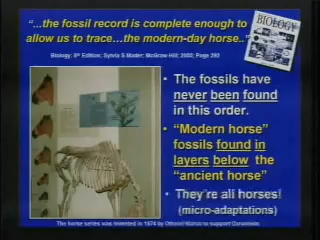 "...the fossil record is complete enough to
allow us to trace…the modern-day horse.."
BIOLOGY
Biology; 8th Edition; Sylvia S Mader; McGraw Hill; 2002; Page 292
• The fossils have
never been found
in this order.
• "Modern horse"
fossils found in
layers below the
"ancient horse"
• They're all horses!
(micro-adaptations)
The horse series was invented in 1874 by Othniel Marsh to support Darwinism.